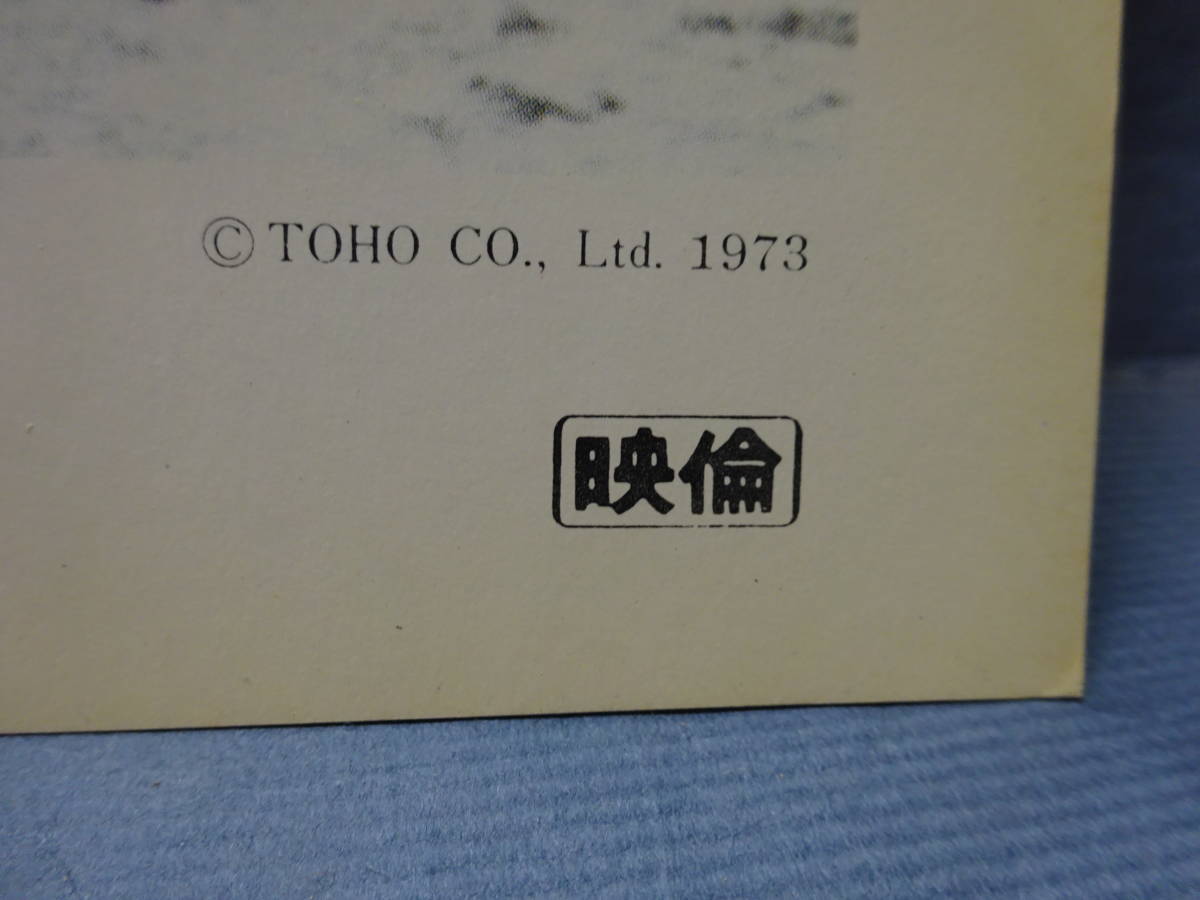 ©TOHO CO., Ltd. 1973
映倫